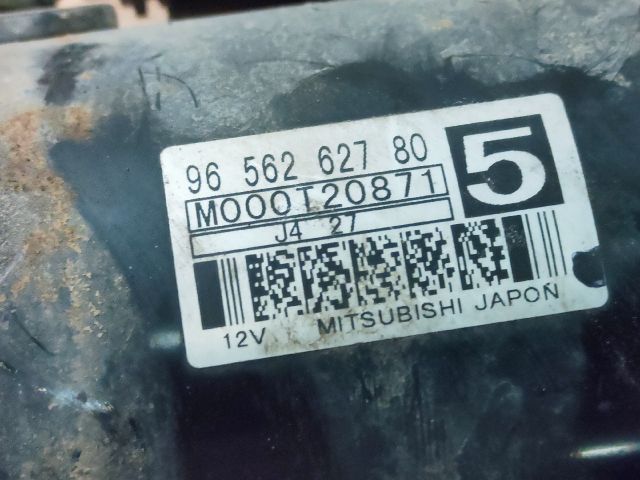 96 562 627 80
5
M000T20871
J4 27
12V MITSUBISHI JAPON